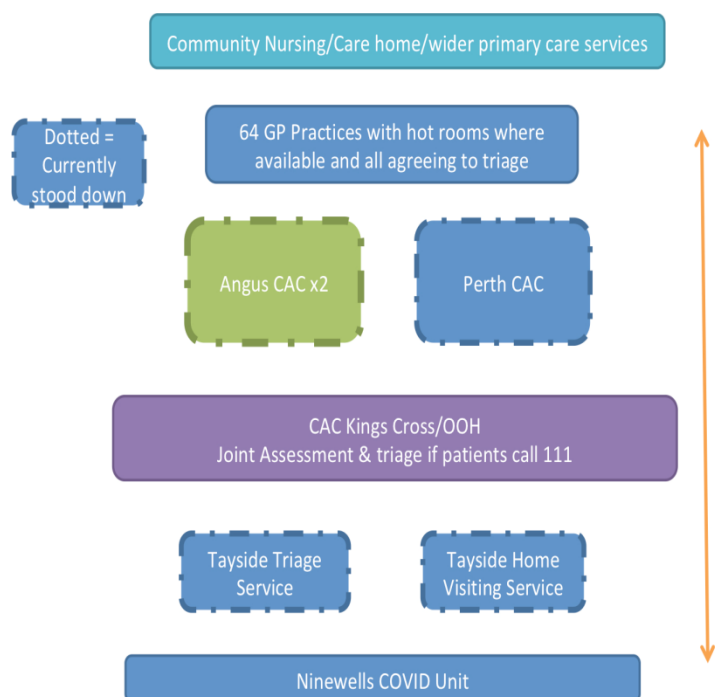 Community Nursing/Care home/wider primary care services
Dotted =
Currently
stood down
64 GP Practices with hot rooms where
available and all agreeing to triage
Angus CAC x2
Perth CAC
CAC Kings Cross/OOH
Joint Assessment & triage if patients call 111
Tayside Triage
Service
Tayside Home
Visiting Service
Ninewells COVID Unit